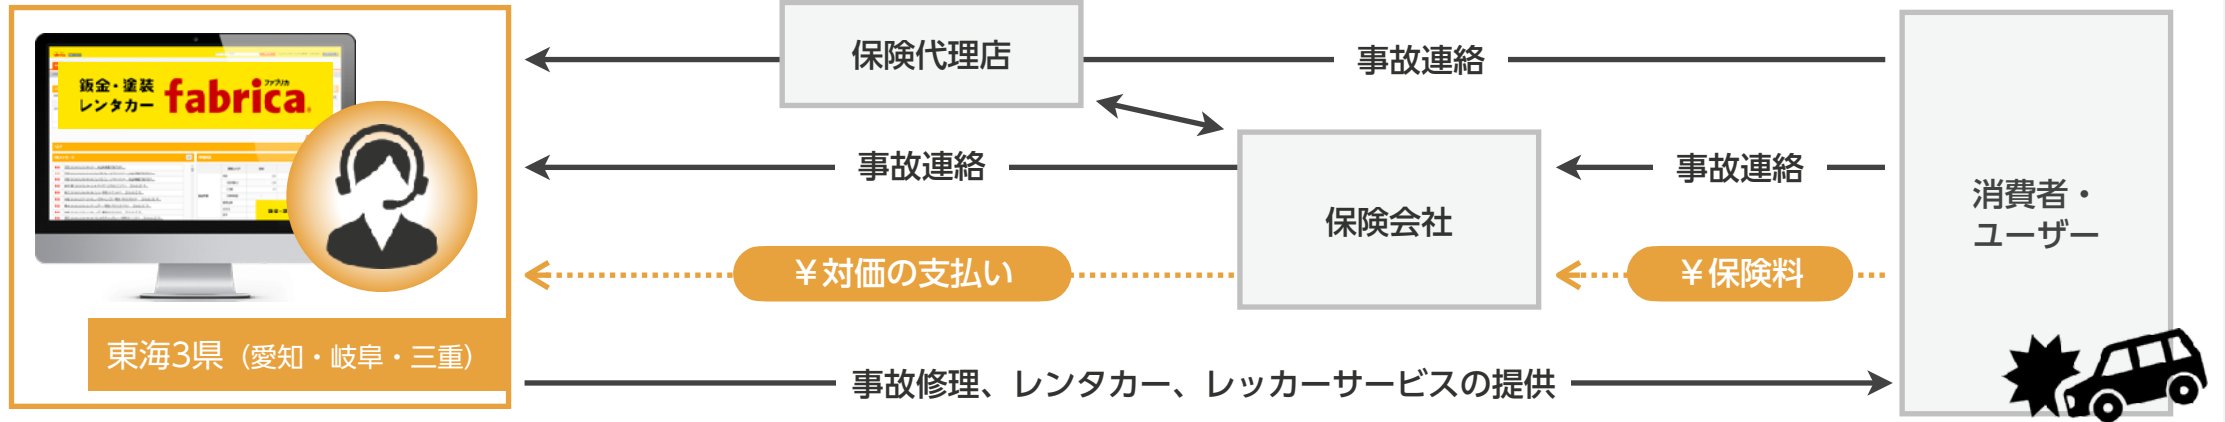 鈑金・塗装
レンタカー
ファブリカ
fabrica
東海3県（愛知・岐阜・三重）
保険代理店
事故連絡
事故連絡
保険会社
事故連絡
¥対価の支払い
¥保険料
事故修理、レンタカー、レッカーサービスの提供
消費者・
ユーザー